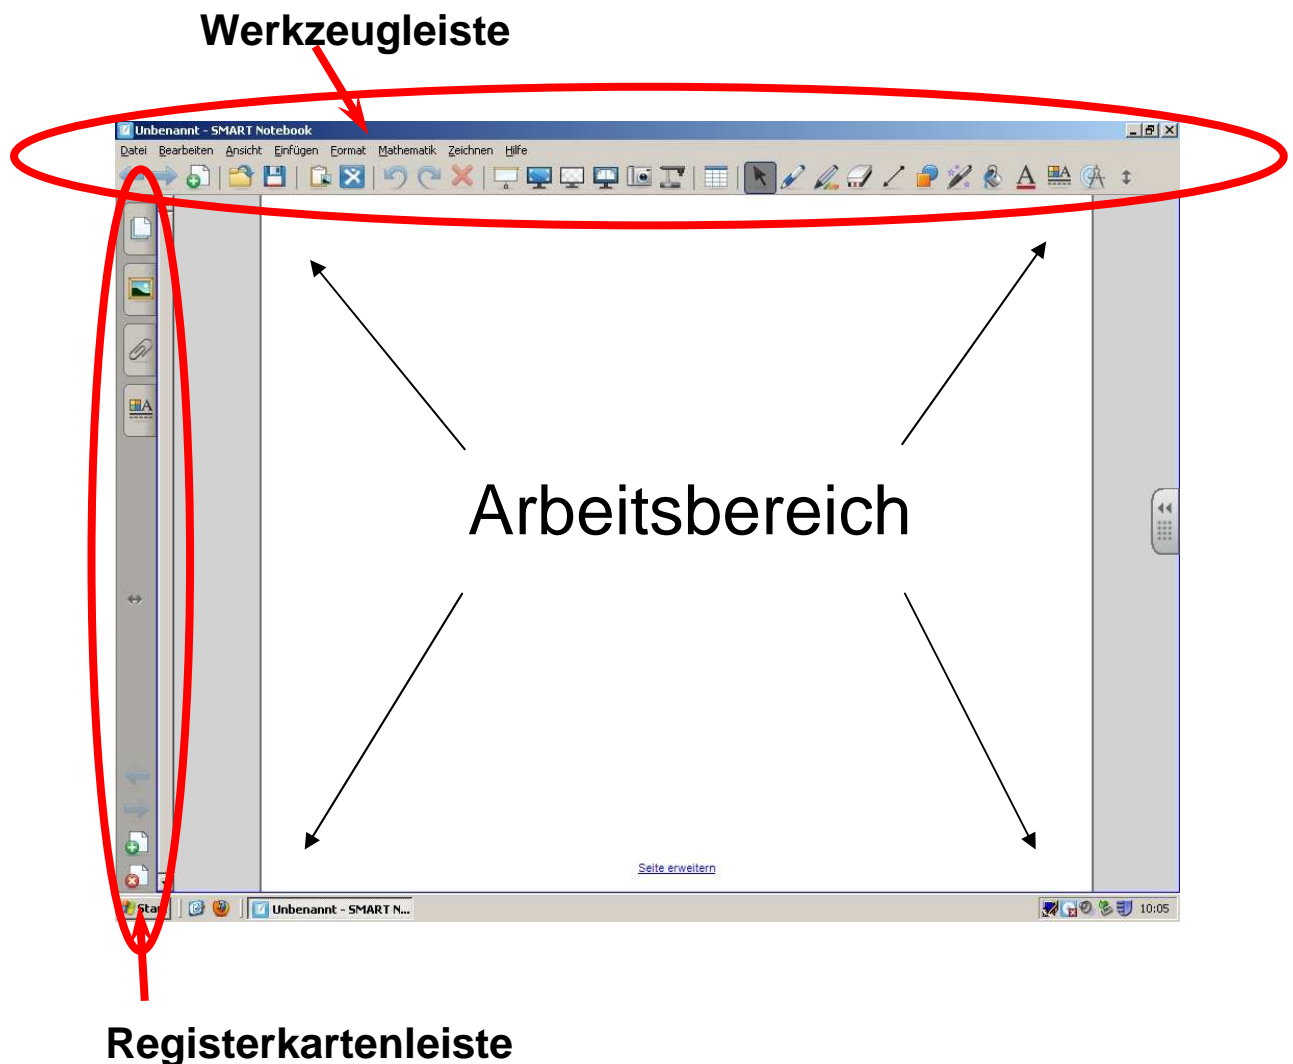 Werkzeugleiste
Unbenannt - SMART Notebook
Datei Bearbeiten Ansicht Einfügen Format Mathematik Zeichnen Hilfe
Arbeitsbereich
Seite erweitern
Start Unbenannt - SMART N... 10:05
Registerkartenleiste